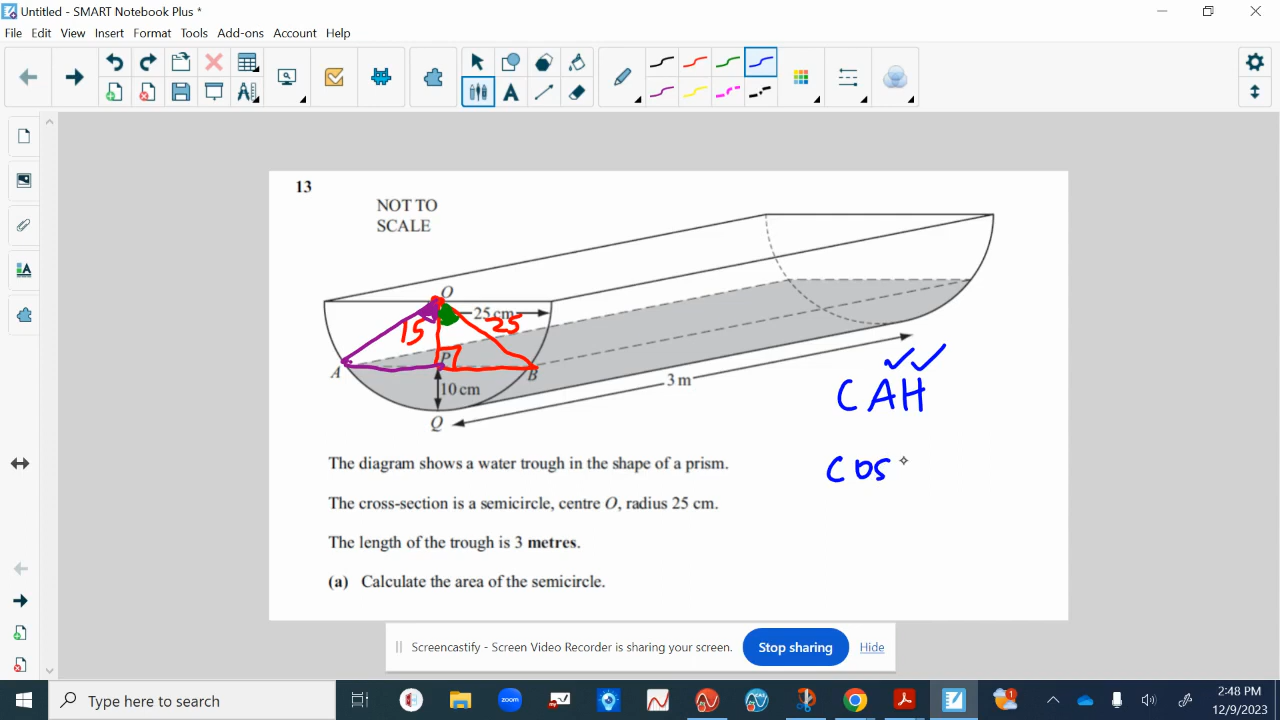 Untitled - SMART Notebook Plus *
File Edit View Insert Format Tools Add-ons Account Help
13
NOT TO
SCALE
O
25 cm
15
25
P
A
B
10 cm
Q
3 m
CAH
cos
The diagram shows a water trough in the shape of a prism.
The cross-section is a semicircle, centre O, radius 25 cm.
The length of the trough is 3 metres.
(a) Calculate the area of the semicircle.
Screencastify - Screen Video Recorder is sharing your screen. Stop sharing Hide
Type here to search
zoom
1
2:48 PM
12/9/2023